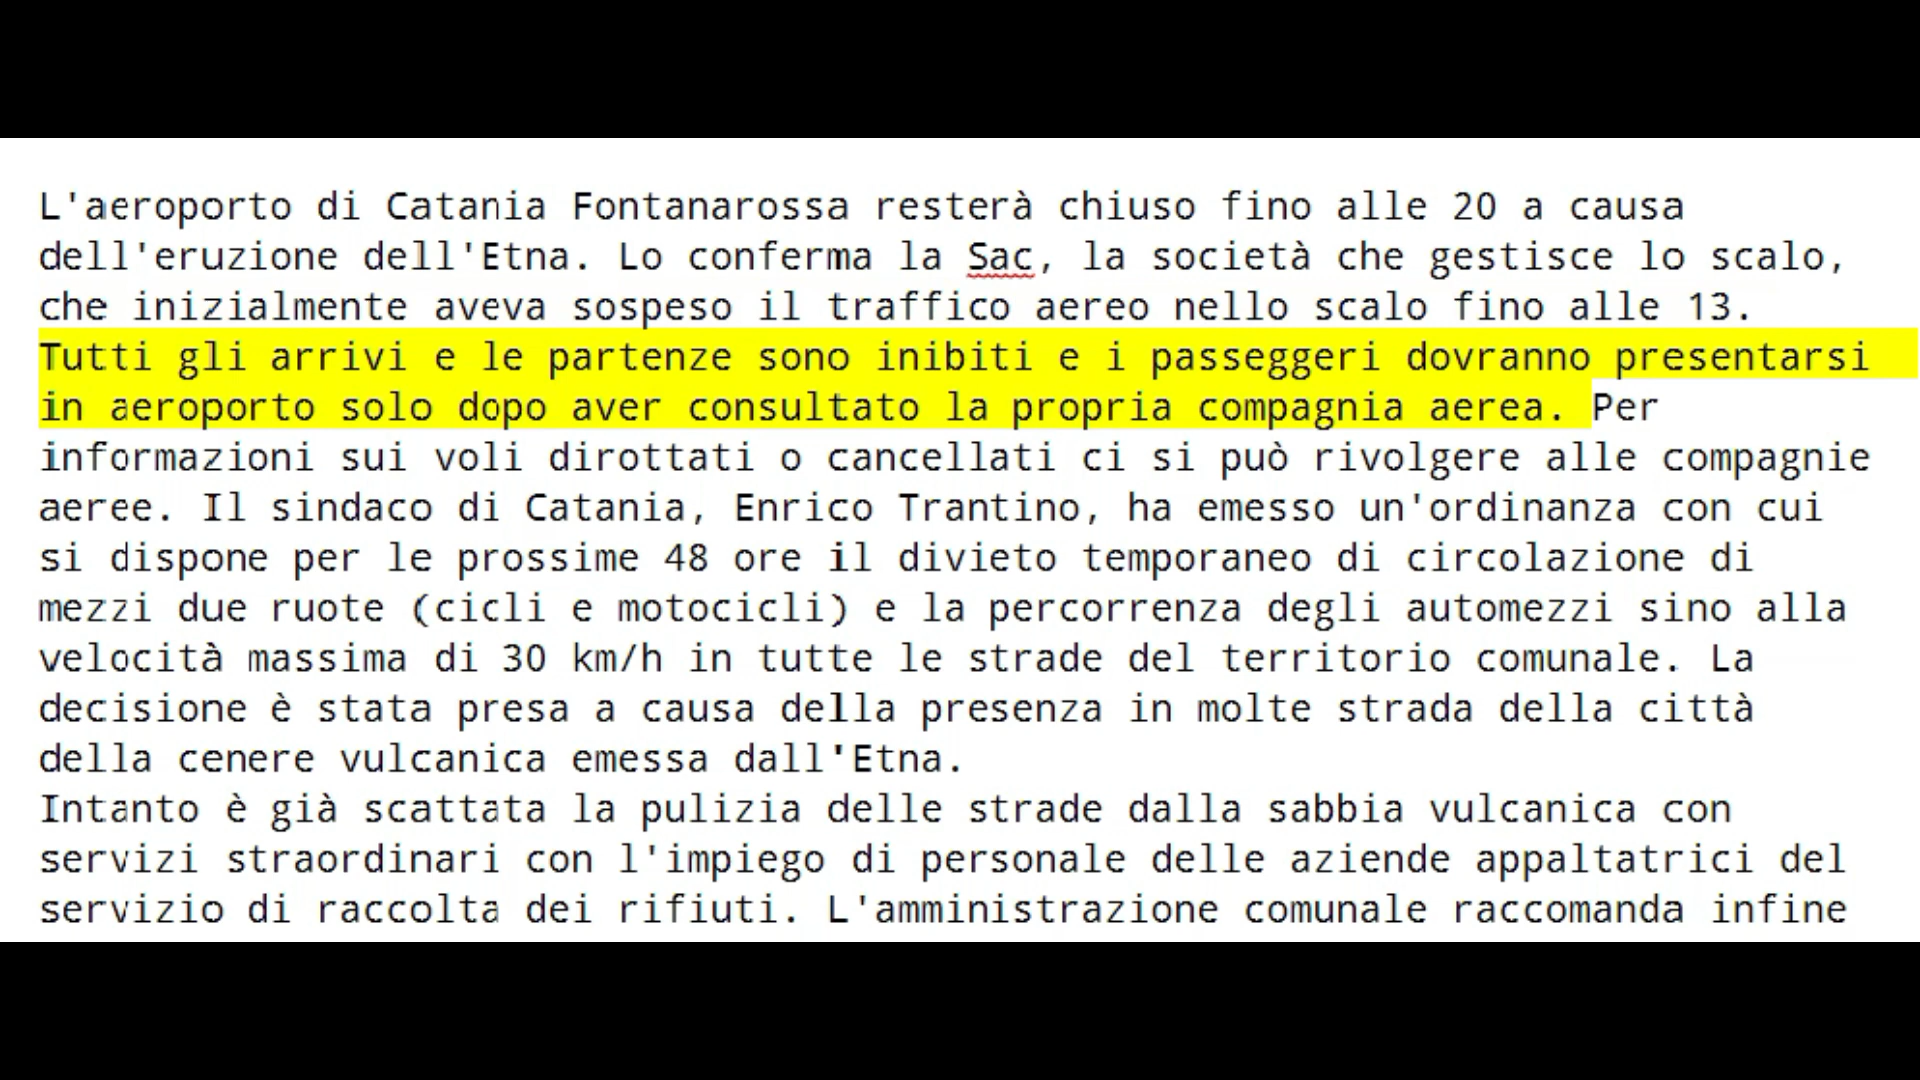 L'aeroporto di Catania Fontanarossa resterà chiuso fino alle 20 a causa
dell'eruzione dell'Etna. Lo conferma la Sac, la società che gestisce lo scalo,
che inizialmente aveva sospeso il traffico aereo nello scalo fino alle 13.
Tutti gli arrivi e le partenze sono inibiti e i passeggeri dovranno presentarsi
in aeroporto solo dopo aver consultato la propria compagnia aerea. Per
informazioni sui voli dirottati o cancellati ci si può rivolgere alle compagnie
aeree. Il sindaco di Catania, Enrico Trantino, ha emesso un'ordinanza con cui
si dispone per le prossime 48 ore il divieto temporaneo di circolazione di
mezzi due ruote (cicli e motocicli) e la percorrenza degli automezzi sino alla
velocità massima di 30 km/h in tutte le strade del territorio comunale. La
decisione è stata presa a causa della presenza in molte strada della città
della cenere vulcanica emessa dall'Etna.
Intanto è già scattata la pulizia delle strade dalla sabbia vulcanica con
servizi straordinari con l'impiego di personale delle aziende appaltatrici del
servizio di raccolta dei rifiuti. L'amministrazione comunale raccomanda infine